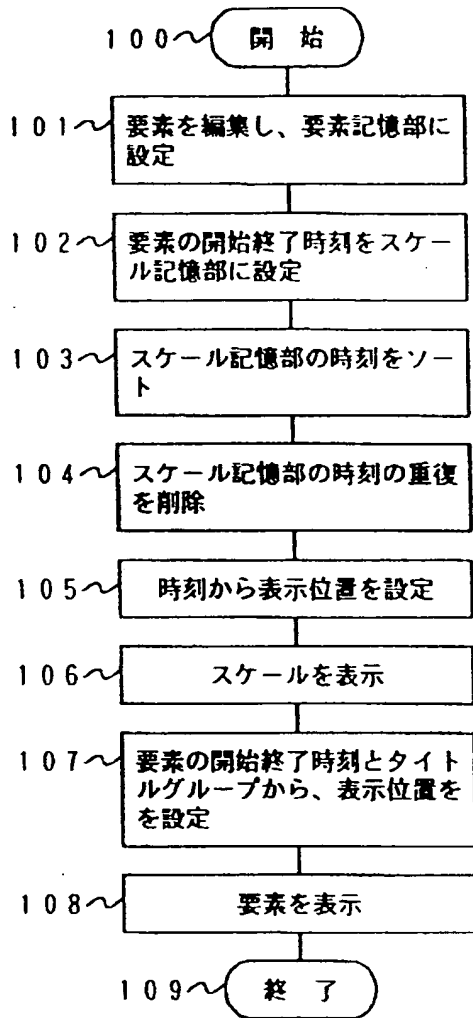 100 開始
101 要素を編集し、要素記憶部に
設定
102 要素の開始終了時刻をスケー
ル記憶部に設定
103 スケール記憶部の時刻をソー
ト
104 スケール記憶部の時刻の重複
を削除
105 時刻から表示位置を設定
106 スケールを表示
107 要素の開始終了時刻とタイト
ルグループから、表示位置を
を設定
108 要素を表示
109 終了